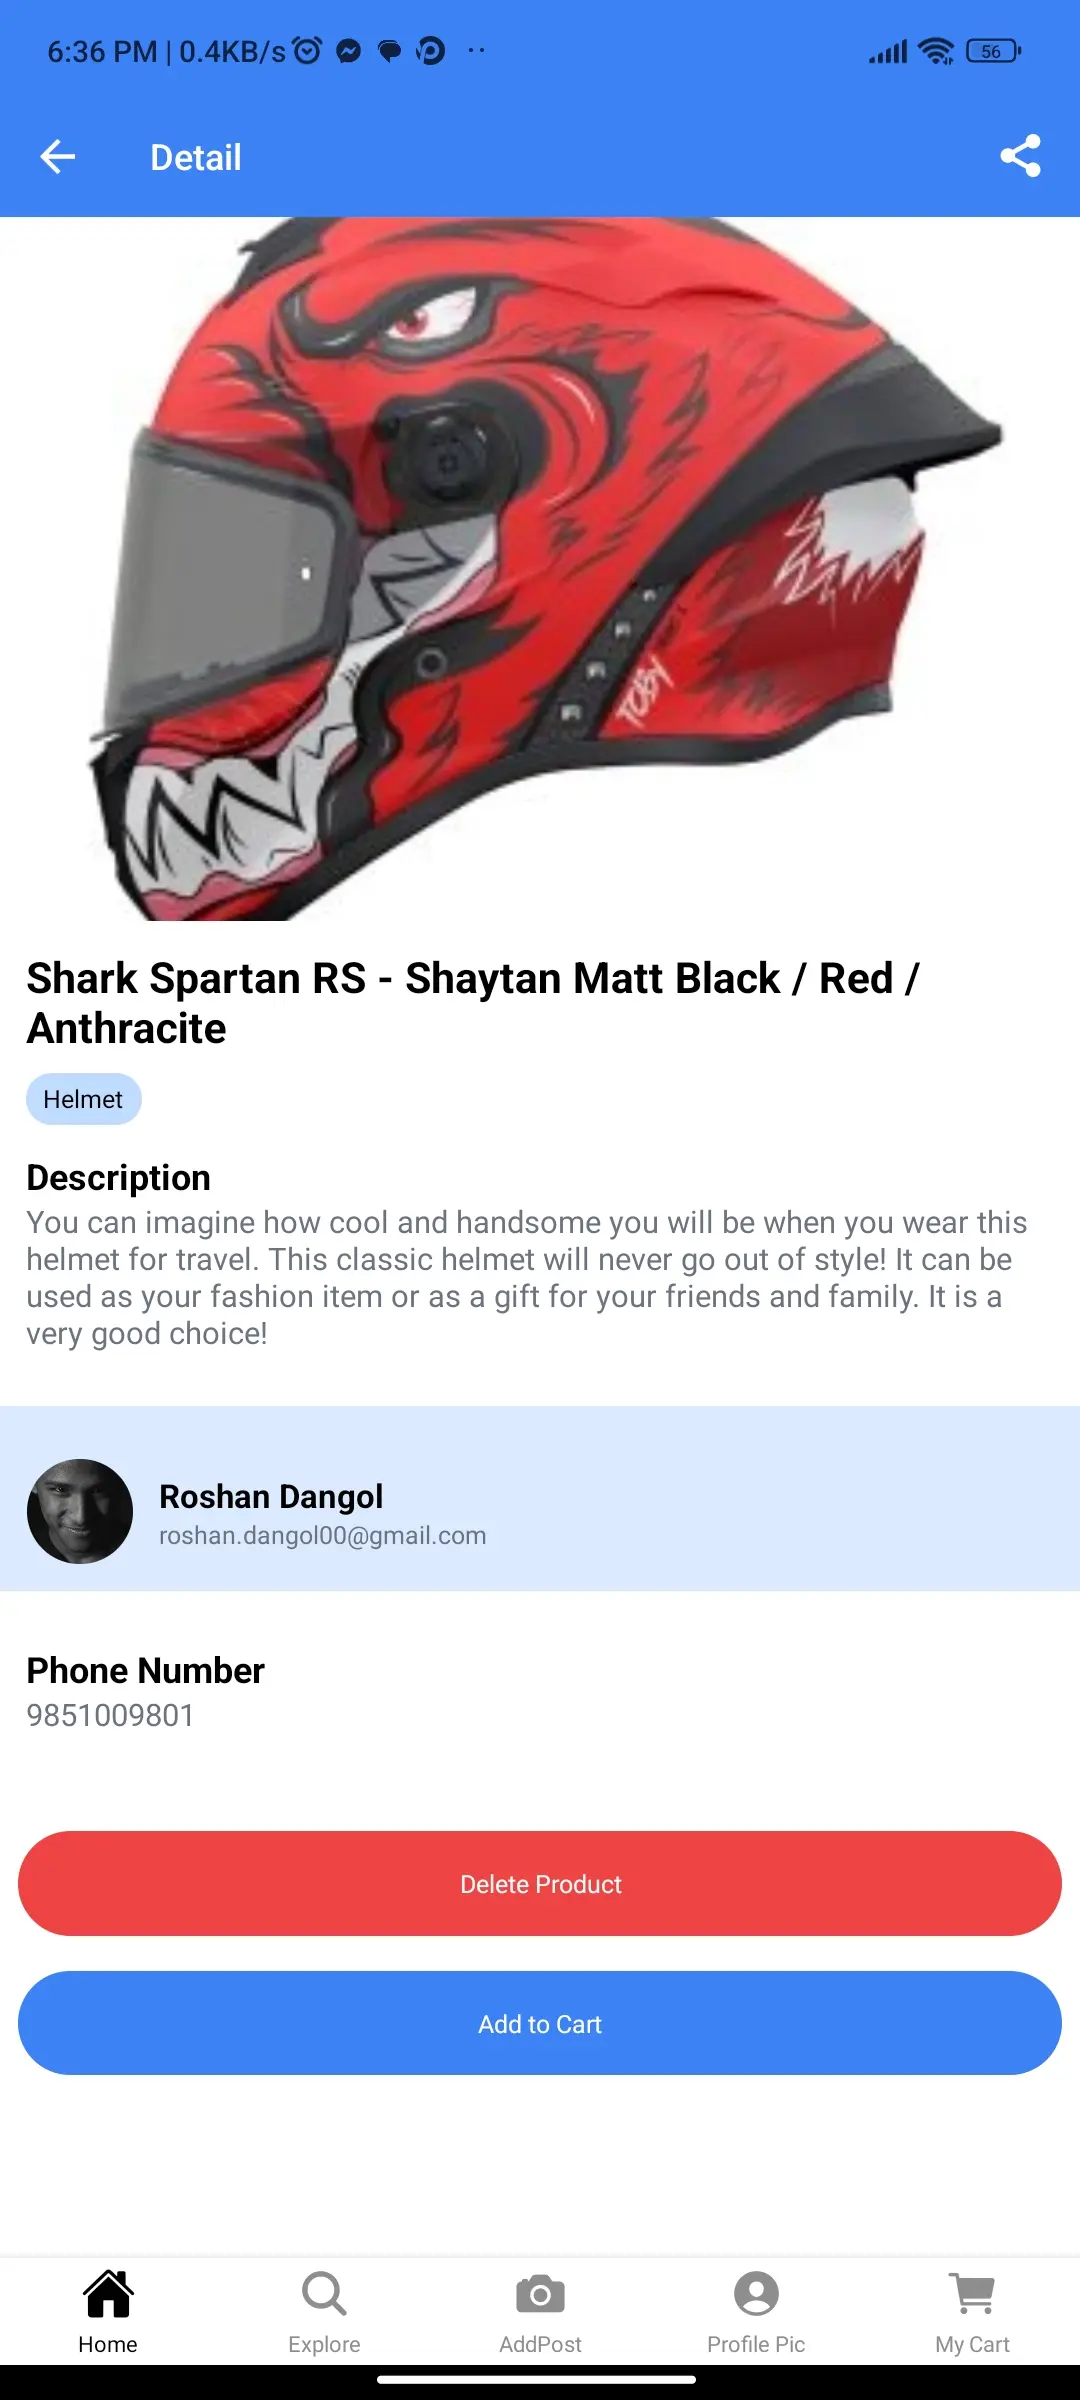 6:36 PM | 0.4KB/s
56
Detail
TOBY
Shark Spartan RS - Shaytan Matt Black / Red /
Anthracite
Helmet
Description
You can imagine how cool and handsome you will be when you wear this
helmet for travel. This classic helmet will never go out of style! It can be
used as your fashion item or as a gift for your friends and family. It is a
very good choice!
Roshan Dangol
roshan.dangol00@gmail.com
Phone Number
9851009801
Delete Product
Add to Cart
Home
Explore
AddPost
Profile Pic
My Cart